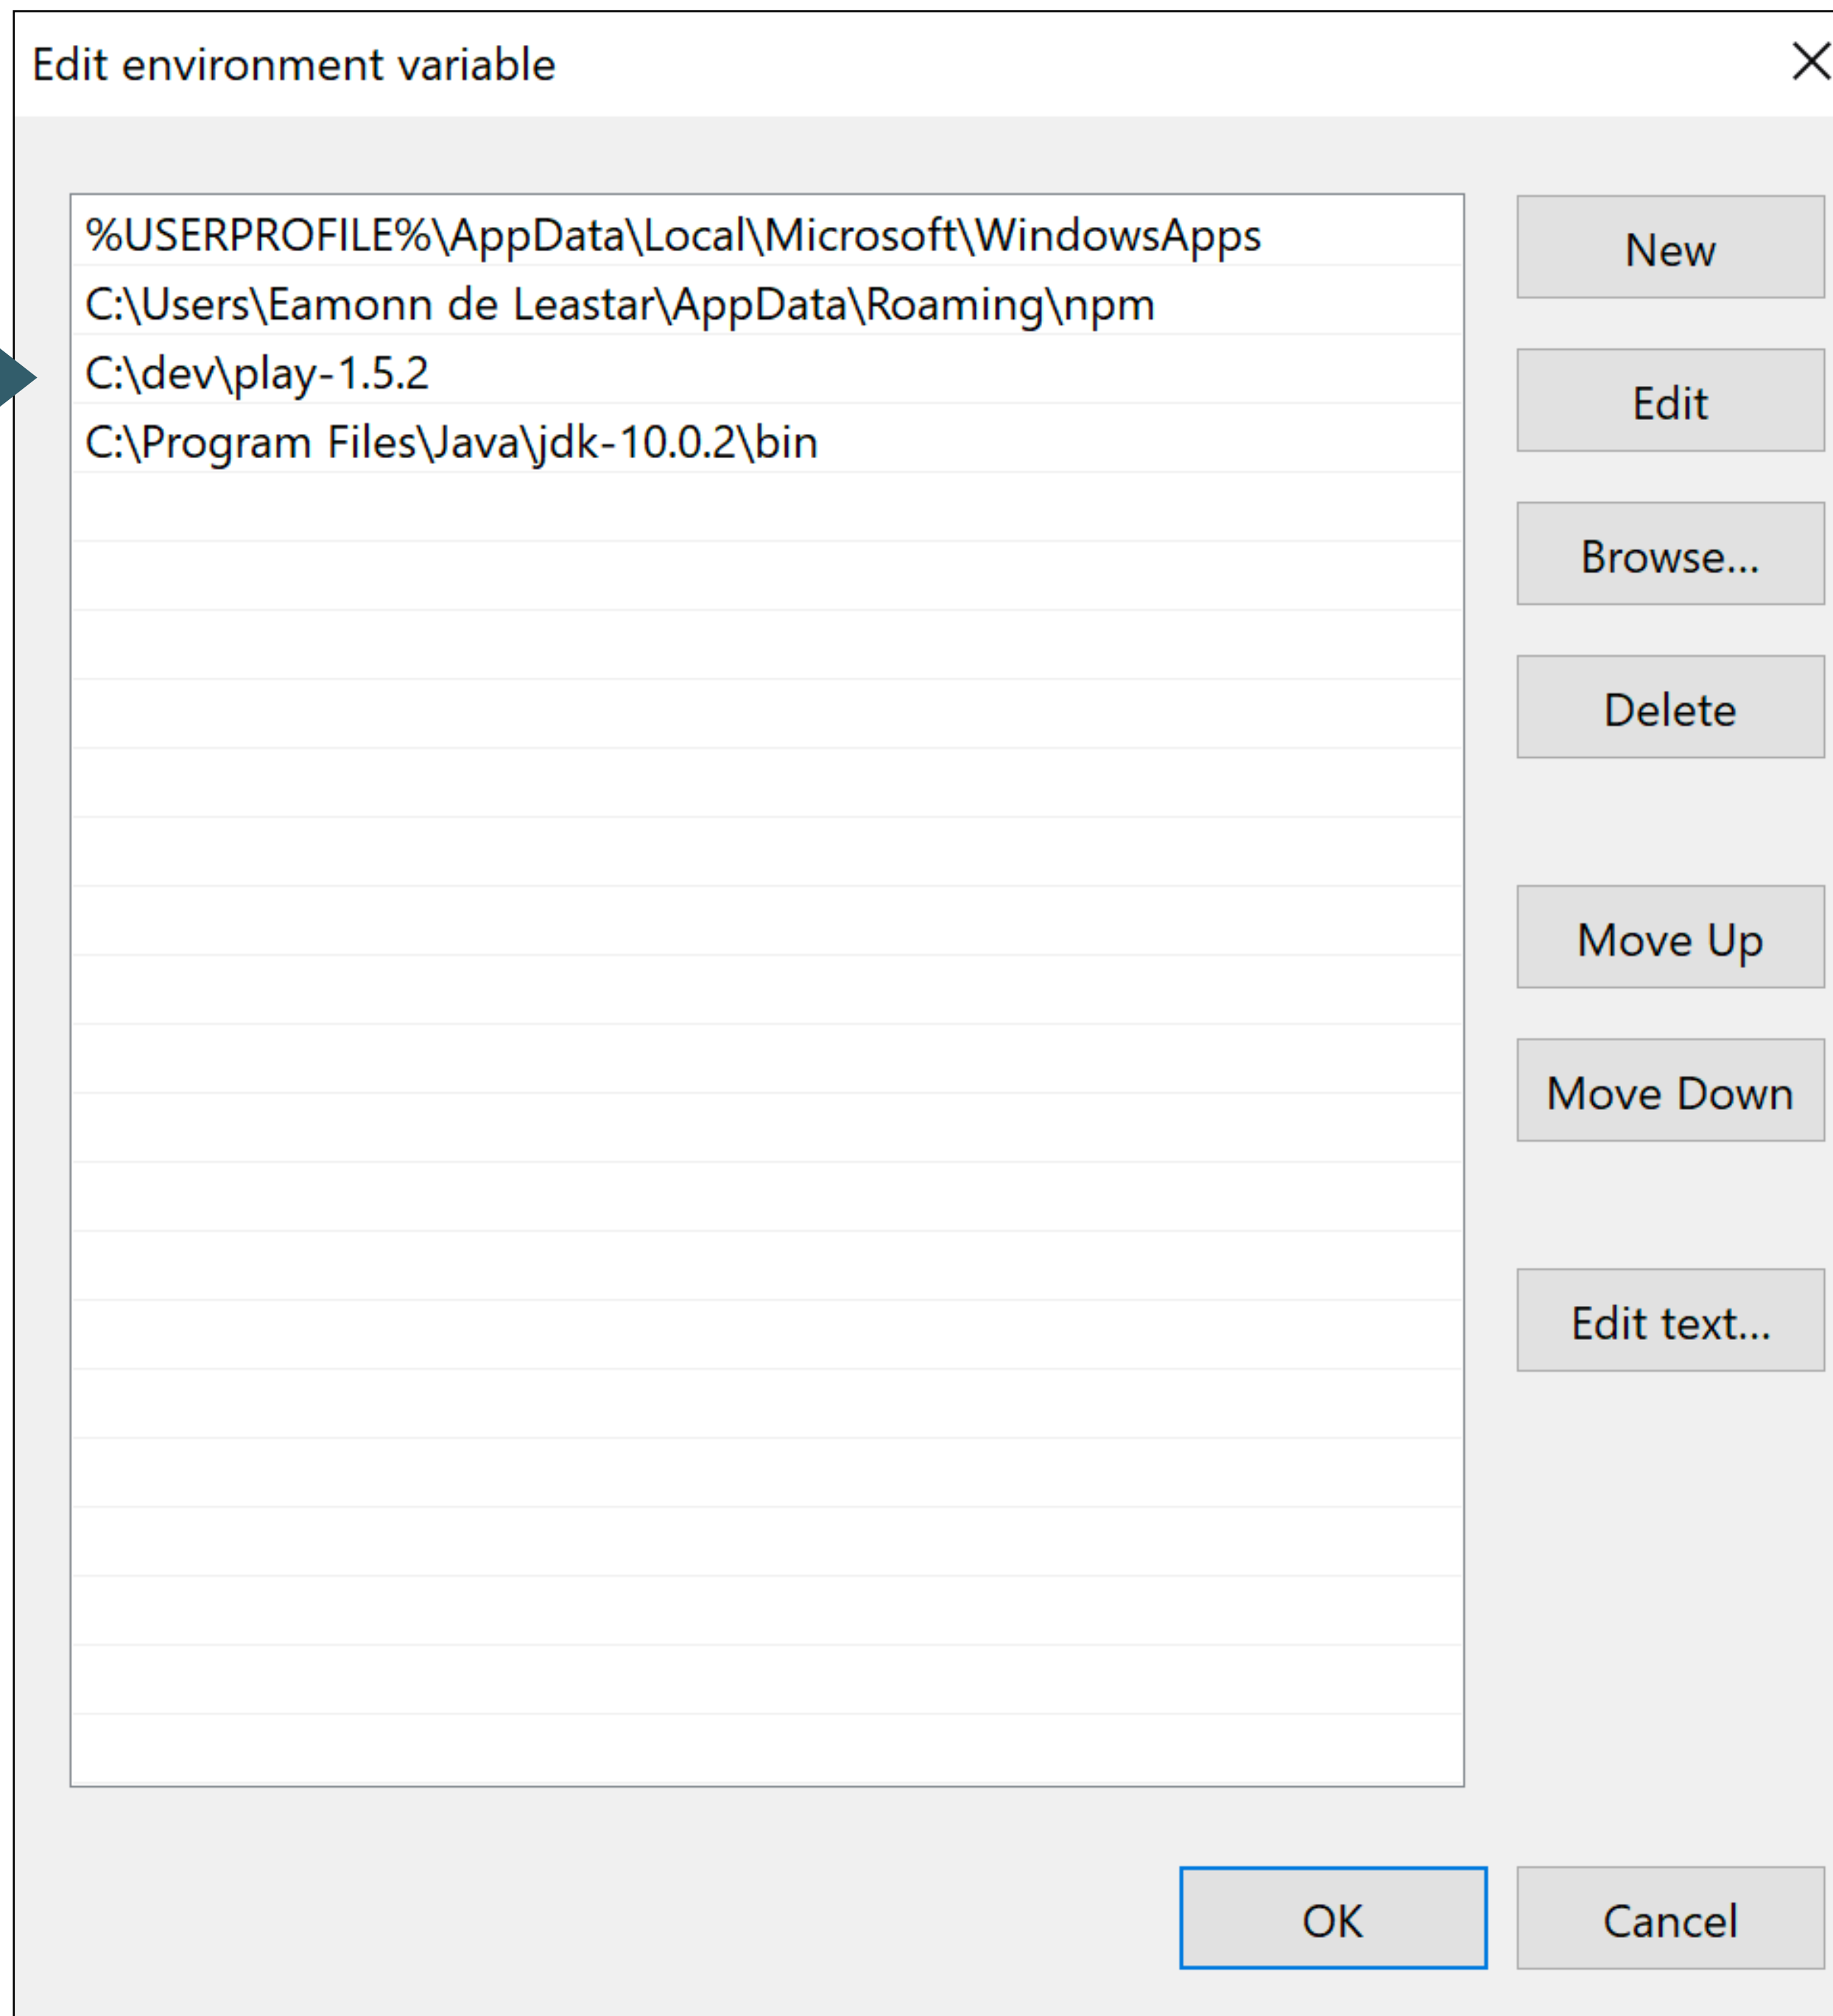 Edit environment variable
%USERPROFILE%\AppData\Local\Microsoft\WindowsApps
C:\Users\Eamonn de Leastar\AppData\Roaming\npm
C:\dev\play-1.5.2
C:\Program Files\Java\jdk-10.0.2\bin
New
Edit
Browse...
Delete
Move Up
Move Down
Edit text...
OK
Cancel